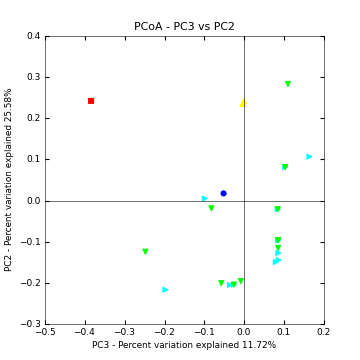 PCoA - PC3 vs PC2
0.4
0.3
0.2
0.1
0.0
−0.1
−0.2
−0.3
PC2 - Percent variation explained 25.58%
−0.5 −0.4 −0.3 −0.2 −0.1 0.0 0.1 0.2
PC3 - Percent variation explained 11.72%